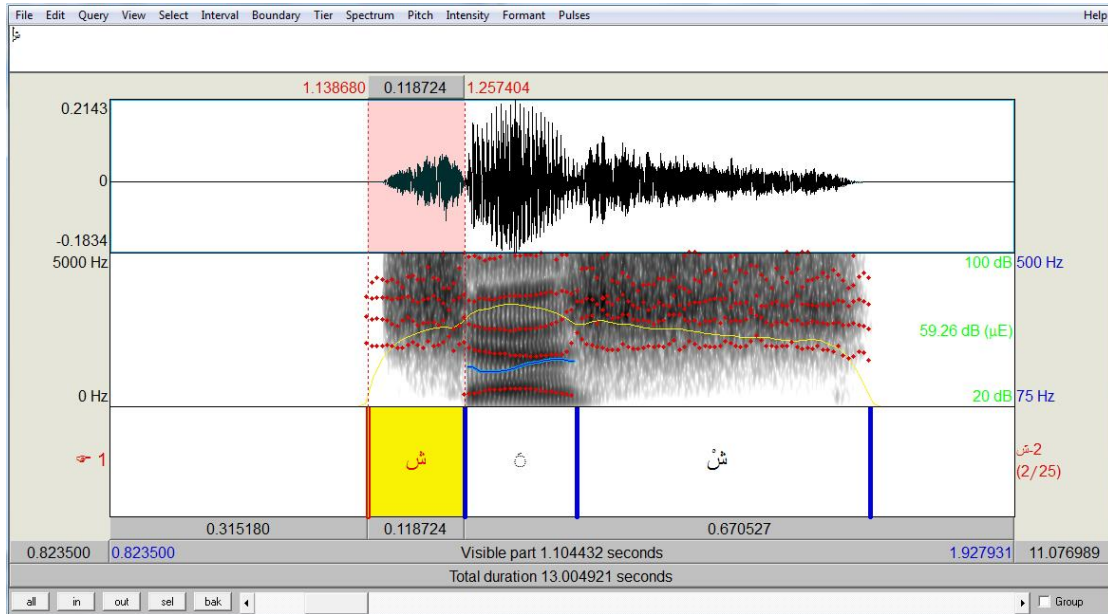 File Edit Query View Select Interval Boundary Tier Spectrum Pitch Intensity Formant Pulses Help
1.138680 0.118724 1.257404
0.2143
0
-0.1834
5000 Hz 100 dB 500 Hz
59.26 dB (µE)
0 Hz 20 dB 75 Hz
1 ش شْ
(2/25)
0.315180 0.118724 0.670527
0.823500 0.823500 Visible part 1.104432 seconds 1.927931 11.076989
Total duration 13.004921 seconds
all in out sel bak Group